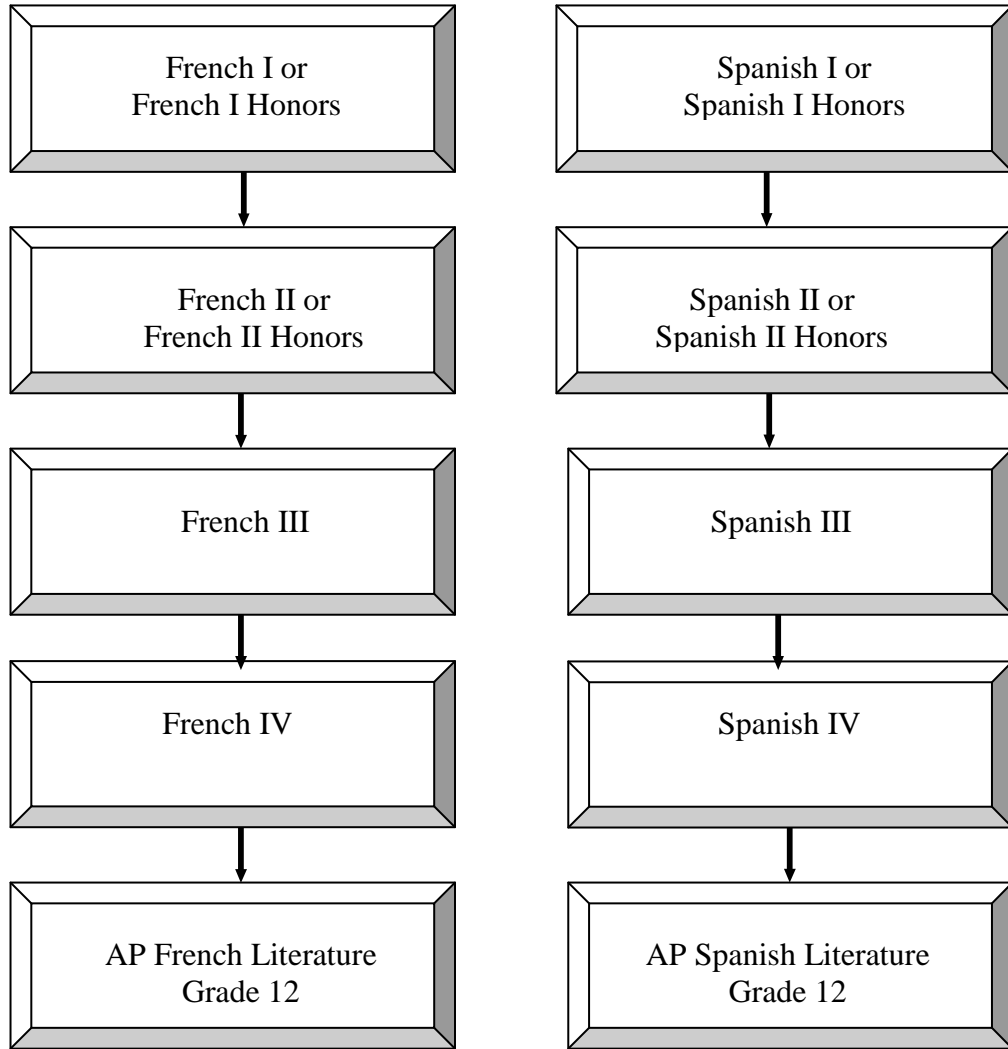 French I or
French I Honors
Spanish I or
Spanish I Honors
French II or
French II Honors
Spanish II or
Spanish II Honors
French III
Spanish III
French IV
Spanish IV
AP French Literature
Grade 12
AP Spanish Literature
Grade 12